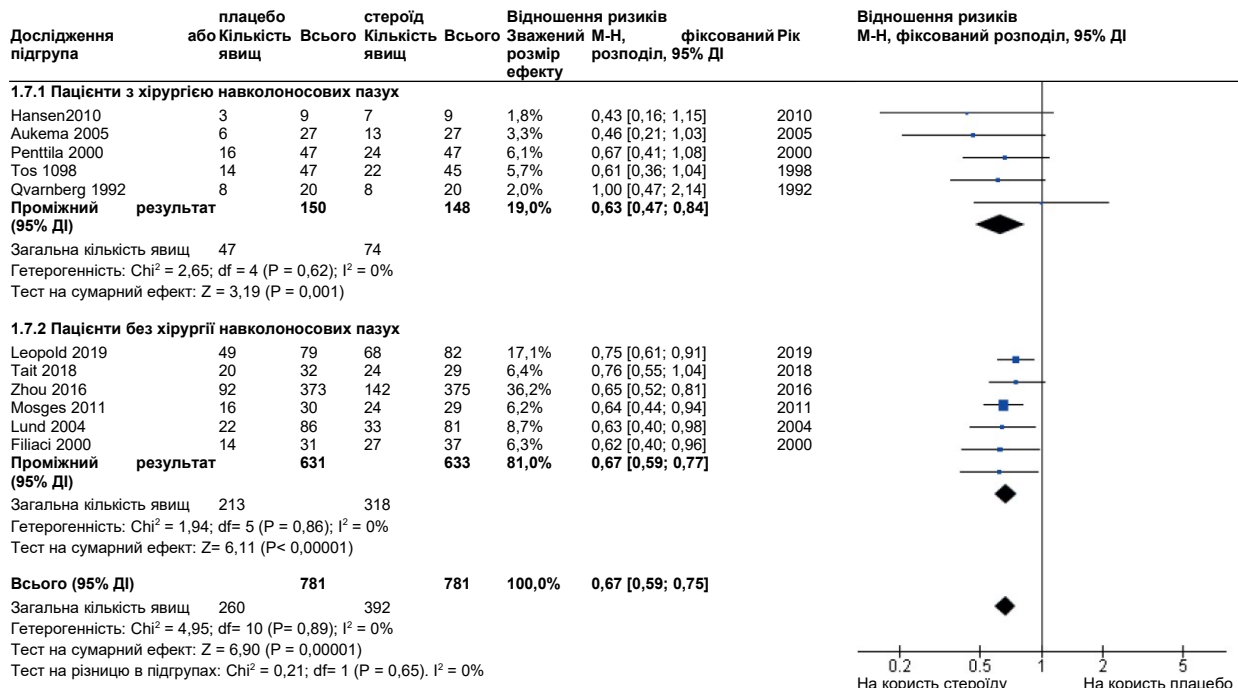 плацебо стероїд Відношення ризиків Відношення ризиків
Дослідження або Кількість Всього Кількість Всього Зважений M-H, фіксований Рік M-H, фіксований розподіл, 95% ДІ
підгрупа явищ явищ розмір розподіл, 95% ДІ
ефекту
1.7.1 Пацієнти з хірургією навколоносових пазух
Hansen2010 3 9 7 9 1,8% 0,43 [0,16; 1,15] 2010
Aukema 2005 6 27 13 27 3,3% 0,46 [0,21; 1,03] 2005
Penttila 2000 16 47 24 47 6,1% 0,67 [0,41; 1,08] 2000
Tos 1098 14 47 22 45 5,7% 0,61 [0,36; 1,04] 1998
Qvarnberg 1992 8 20 8 20 2,0% 1,00 [0,47; 2,14] 1992
Проміжний результат 150 148 19,0% 0,63 [0,47; 0,84]
(95% ДІ)
Загальна кількість явищ 47 74
Гетерогенність: Chi² = 2,65; df = 4 (P = 0,62); I² = 0%
Тест на сумарний ефект: Z = 3,19 (P = 0,001)
1.7.2 Пацієнти без хірургії навколоносових пазух
Leopold 2019 49 79 68 82 17,1% 0,75 [0,61; 0,91] 2019
Tait 2018 20 32 24 29 6,4% 0,76 [0,55; 1,04] 2018
Zhou 2016 92 373 142 375 36,2% 0,65 [0,52; 0,81] 2016
Mosges 2011 16 30 24 29 6,2% 0,64 [0,44; 0,94] 2011
Lund 2004 22 86 33 81 8,7% 0,63 [0,40; 0,98] 2004
Filiaci 2000 14 31 27 37 6,3% 0,62 [0,40; 0,96] 2000
Проміжний результат 631 633 81,0% 0,67 [0,59; 0,77]
(95% ДІ)
Загальна кількість явищ 213 318
Гетерогенність: Chi² = 1,94; df= 5 (P = 0,86); I² = 0%
Тест на сумарний ефект: Z= 6,11 (P< 0,00001)
Всього (95% ДІ) 781 781 100,0% 0,67 [0,59; 0,75]
Загальна кількість явищ 260 392
Гетерогенність: Chi² = 4,95; df= 10 (P= 0,89); I² = 0%
Тест на сумарний ефект: Z = 6,90 (P = 0,00001)
Тест на різницю в підгрупах: Chi² = 0,21; df= 1 (P = 0,65). I² = 0%
0.2 0.5 1 2 5
На користь стероїду На користь плацебо